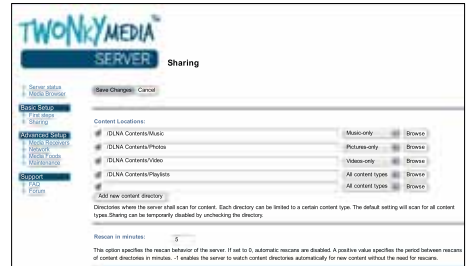 TWONKYMEDIA
SERVER
Sharing
Server status
Media Browser
Save Changes Cancel
Basic Setup
First steps
Sharing
Advanced Setup
Media Receivers
Network
Media Feeds
Maintenance
Support
FAQ
Forum
Content Locations:
/DLNA Contents/Music Music-only Browse
/DLNA Contents/Photos Pictures-only Browse
/DLNA Contents/Video Videos-only Browse
/DLNA Contents/Playlists All content types Browse
All content types Browse
Add new content directory
Directories where the server shall scan for content. Each directory can be limited to a certain content type. The default setting will scan for all content
types.Sharing can be temporarily disabled by unchecking the directory.
Rescan in minutes: 5
This option specifies the rescan behavior of the server. If set to 0, automatic rescans are disabled. A positive value specifies the period between rescans
of content directories in minutes. -1 enables the server to watch content directories automatically for new content without the need for rescans.